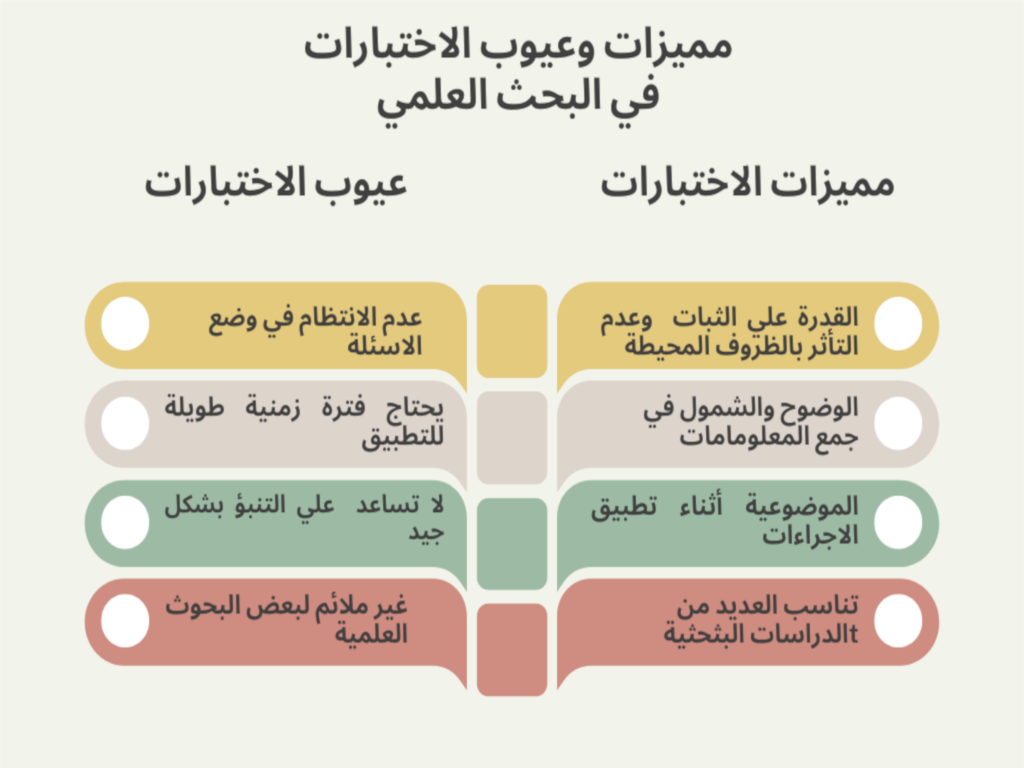 مميزات وعيوب الاختبارات
في البحث العلمي
مميزات الاختبارات
عيوب الاختبارات
القدرة علي الثبات وعدم
التأثر بالظروف المحيطة
عدم الانتظام في وضع
الاسئلة
الوضوح والشمول في
جمع المعلومامات
يحتاج فترة زمنية طويلة
للتطبيق
الموضوعية أثناء تطبيق
الاجراءات
لا تساعد علي التنبؤ بشكل
جيد
تناسب العديد من
tالدراسات البثحثية
غير ملائم لبعض البحوث
العلمية